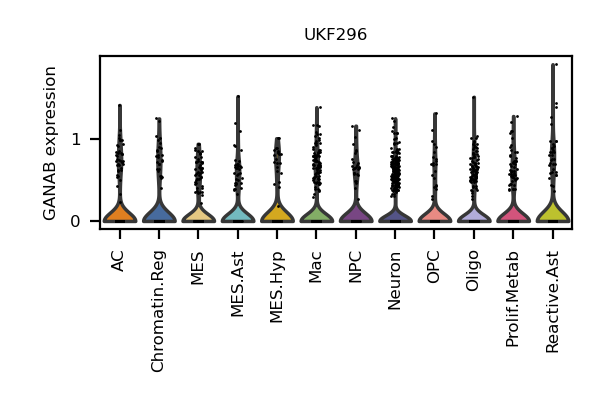 UKF296
GANAB expression
1
0
AC
Chromatin.Reg
MES
MES.Ast
MES.Hyp
Mac
NPC
Neuron
OPC
Oligo
Prolif.Metab
Reactive.Ast